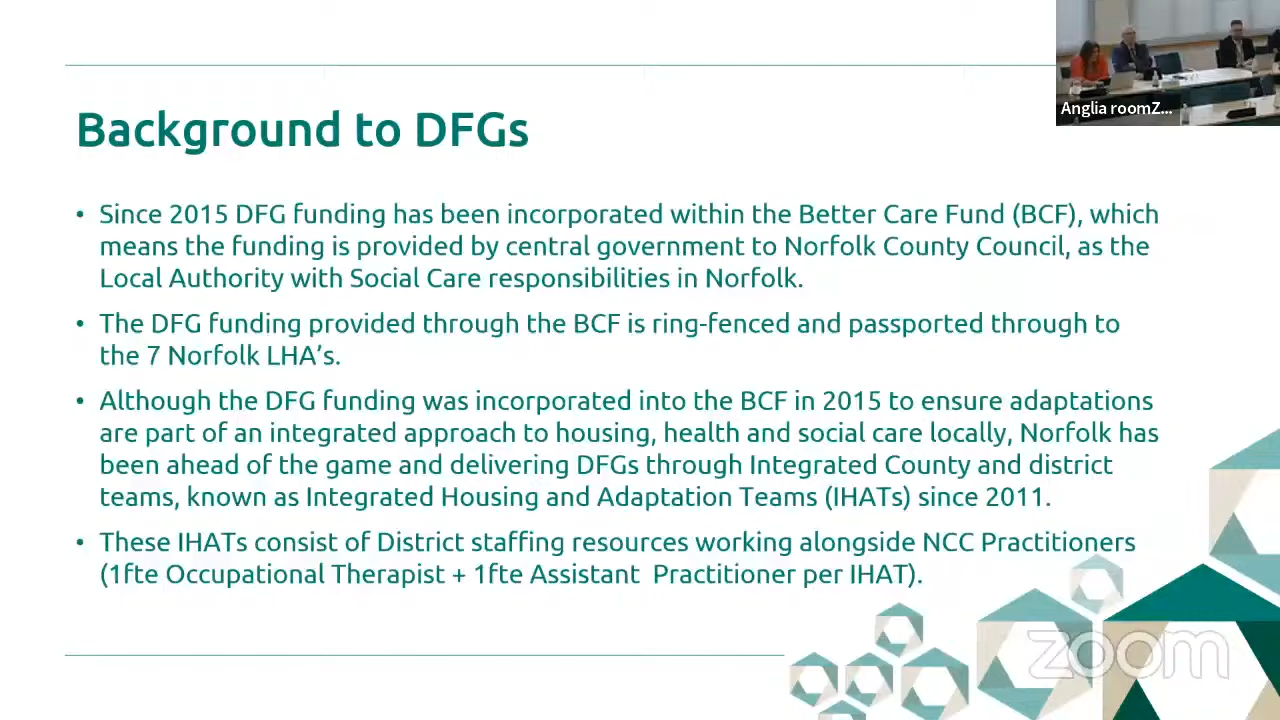 Anglia roomZ...
Background to DFGs
• Since 2015 DFG funding has been incorporated within the Better Care Fund (BCF), which
means the funding is provided by central government to Norfolk County Council, as the
Local Authority with Social Care responsibilities in Norfolk.
• The DFG funding provided through the BCF is ring-fenced and passported through to
the 7 Norfolk LHA’s.
• Although the DFG funding was incorporated into the BCF in 2015 to ensure adaptations
are part of an integrated approach to housing, health and social care locally, Norfolk has
been ahead of the game and delivering DFGs through Integrated County and district
teams, known as Integrated Housing and Adaptation Teams (IHATs) since 2011.
• These IHATs consist of District staffing resources working alongside NCC Practitioners
(1fte Occupational Therapist + 1fte Assistant Practitioner per IHAT).
zoom